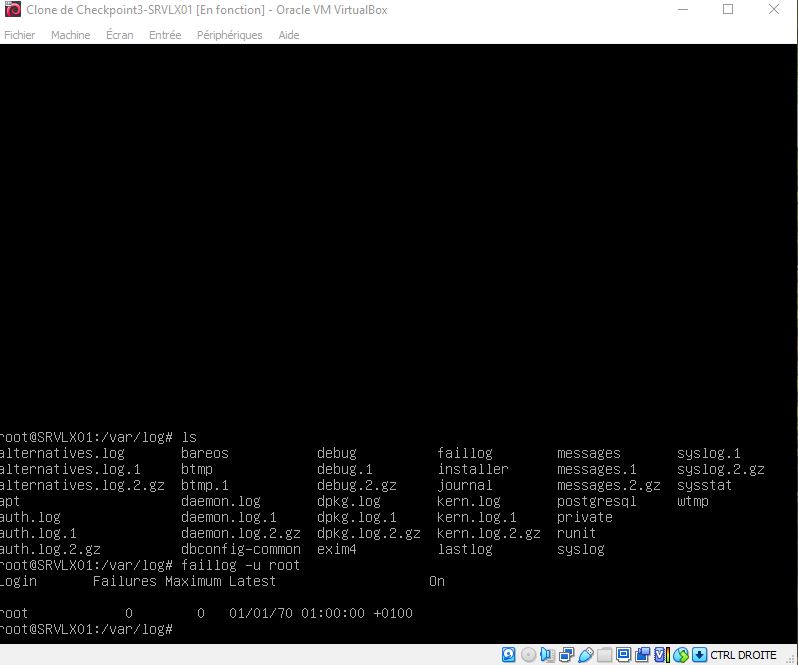 Clone de Checkpoint3-SRVLX01 [En fonction] - Oracle VM VirtualBox
Fichier Machine Écran Entrée Périphériques Aide
root@SRVLX01:/var/log# ls
alternatives.log bareos debug faillog messages syslog.1
alternatives.log.1 btmp debug.1 installer messages.1 syslog.2.gz
alternatives.log.2.gz btmp.1 debug.2.gz journal messages.2.gz sysstat
apt daemon.log dpkg.log kern.log postgresql wtmp
auth.log daemon.log.1 dpkg.log.1 kern.log.1 private
auth.log.1 daemon.log.2.gz dpkg.log.2.gz kern.log.2.gz runit
auth.log.2.gz dbconfig-common exim4 lastlog syslog
root@SRVLX01:/var/log# faillog -u root
Login Failures Maximum Latest On
root 0 0 01/01/70 01:00:00 +0100
root@SRVLX01:/var/log#
CTRL DROITE